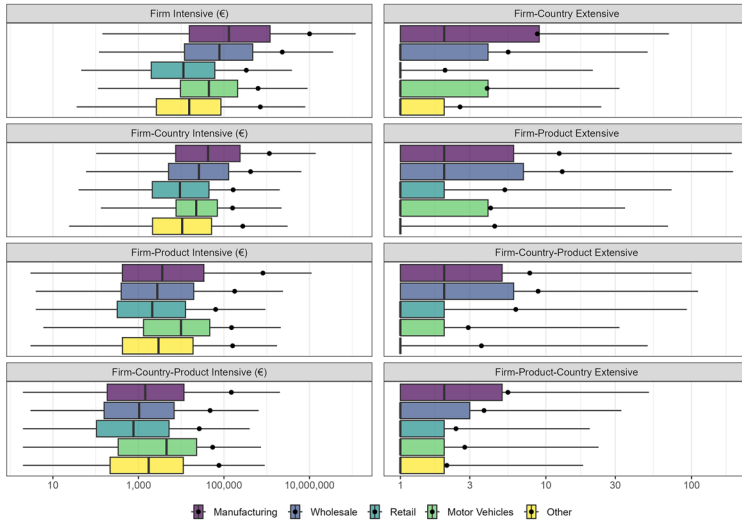 Firm Intensive (€)
Firm-Country Extensive
Firm-Country Intensive (€)
Firm-Product Extensive
Firm-Product Intensive (€)
Firm-Country-Product Extensive
Firm-Country-Product Intensive (€)
Firm-Product-Country Extensive
10 1,000 100,000 10,000,000
1 3 10 30 100
Manufacturing Wholesale Retail Motor Vehicles Other